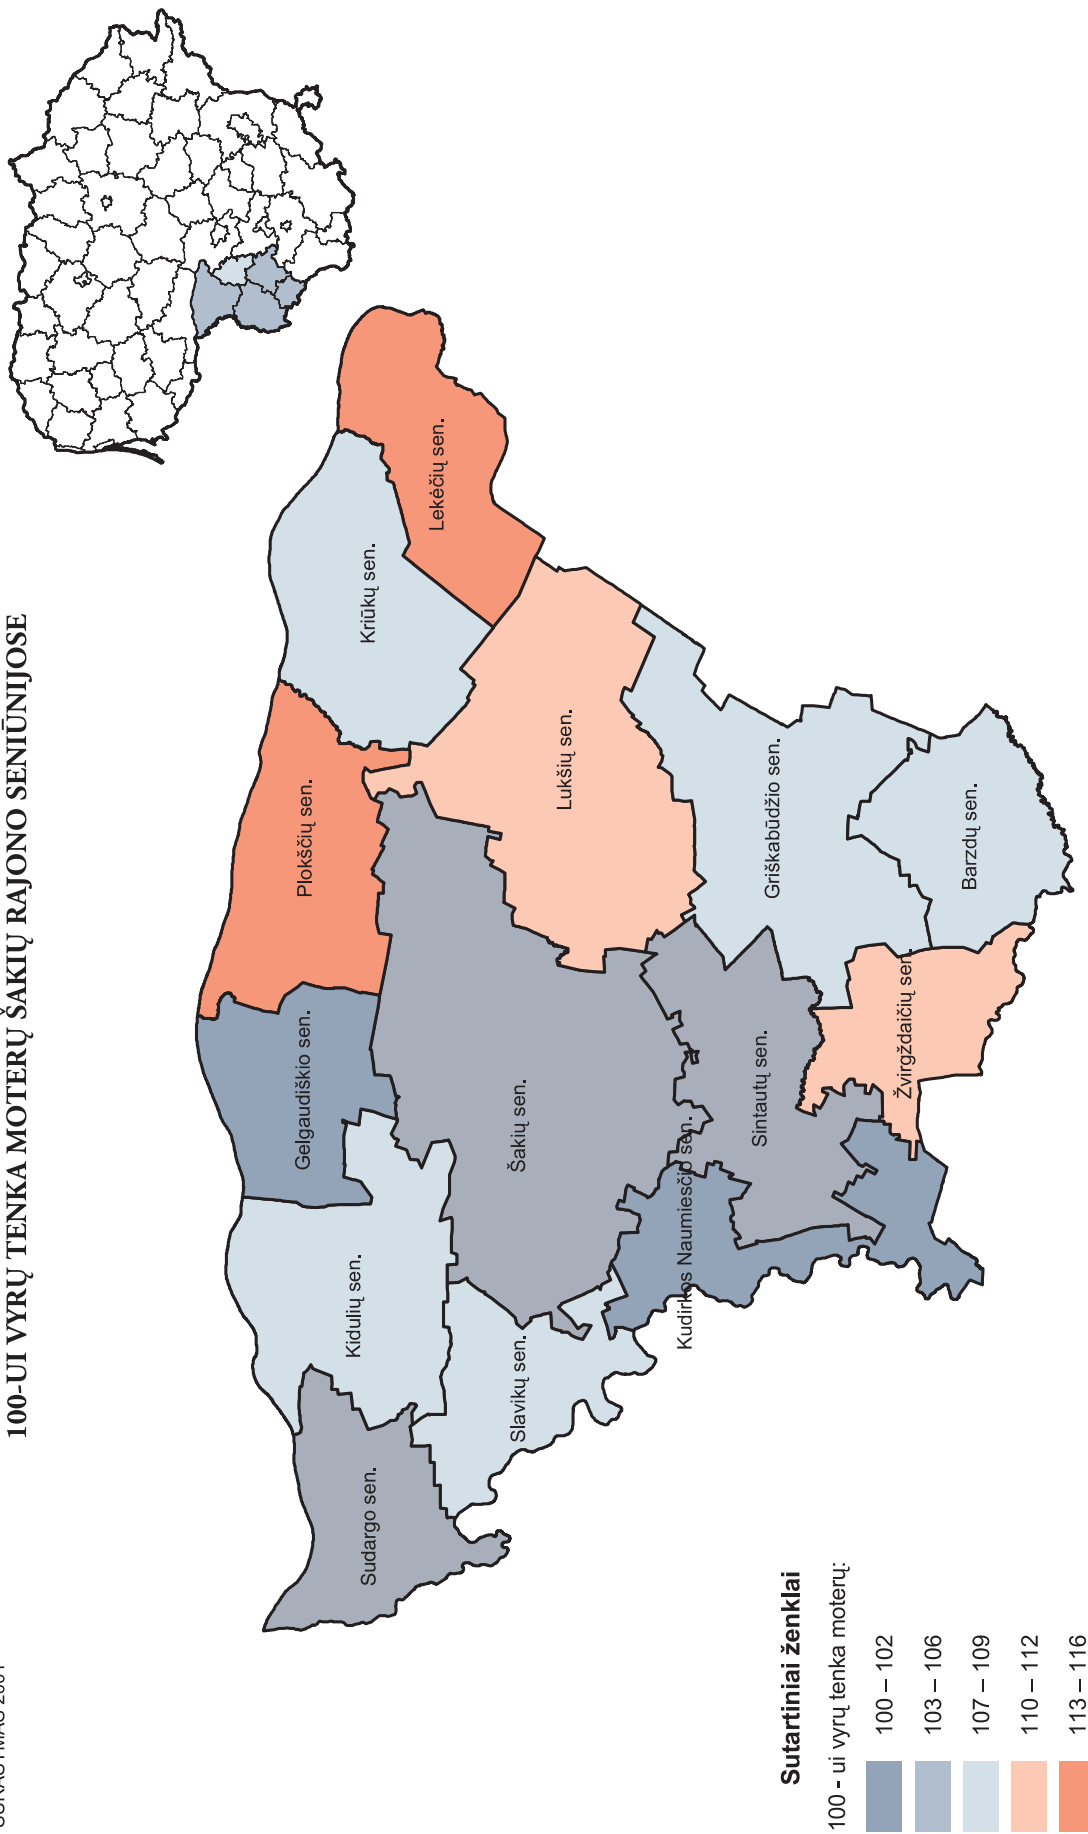 100-UI VYRŲ TENKA MOTERŲ ŠAKIŲ RAJONO SENIŪNIJOSE
Sudargo sen.
Kidulių sen.
Slavikų sen.
Gelgaudiškio sen.
Plokščių sen.
Kriūkų sen.
Lekėčių sen.
Šakių sen.
Lukšių sen.
Kudirkos Naumiesčio sen.
Sintautų sen.
Griškabūdžio sen.
Žvirgždaičių sen.
Barzdų sen.
Sutartiniai ženklai
100 - ui vyrų tenka moterų:
100 – 102
103 – 106
107 – 109
110 – 112
113 – 116